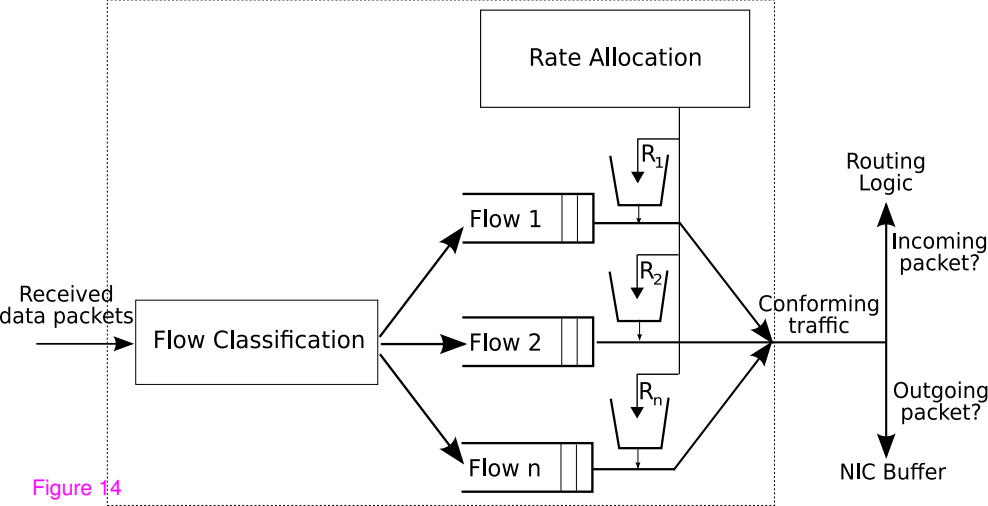 Rate Allocation
R1
Routing
Logic
Flow 1
Incoming
packet?
R2
Received
data packets
Conforming
traffic
Flow Classification
Flow 2
Rn
Outgoing
packet?
Flow n
NIC Buffer
Figure 14